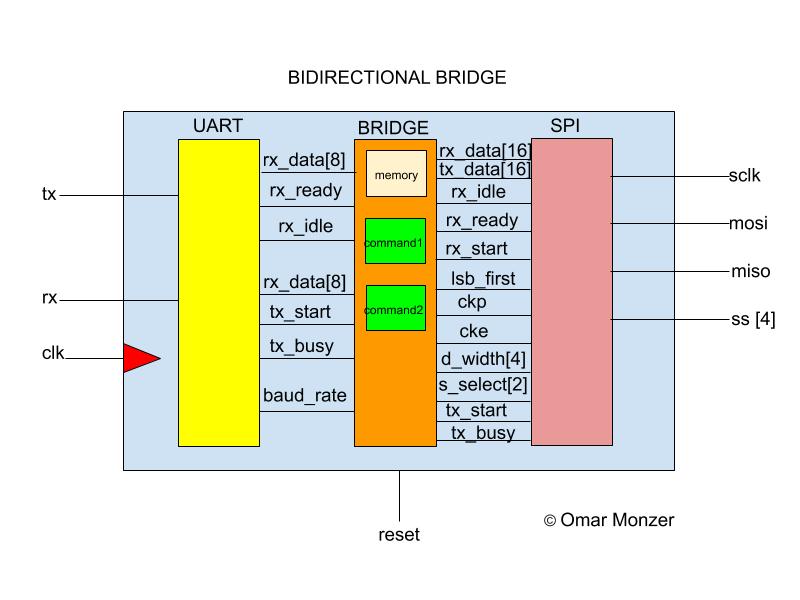 BIDIRECTIONAL BRIDGE
UART
BRIDGE
SPI
tx
rx
clk
rx_data[8]
rx_ready
rx_idle
rx_data[8]
tx_start
tx_busy
baud_rate
memory
command1
command2
rx_data[16]
tx_data[16]
rx_idle
rx_ready
rx_start
lsb_first
ckp
cke
d_width[4]
s_select[2]
tx_start
tx_busy
sclk
mosi
miso
ss [4]
reset
© Omar Monzer